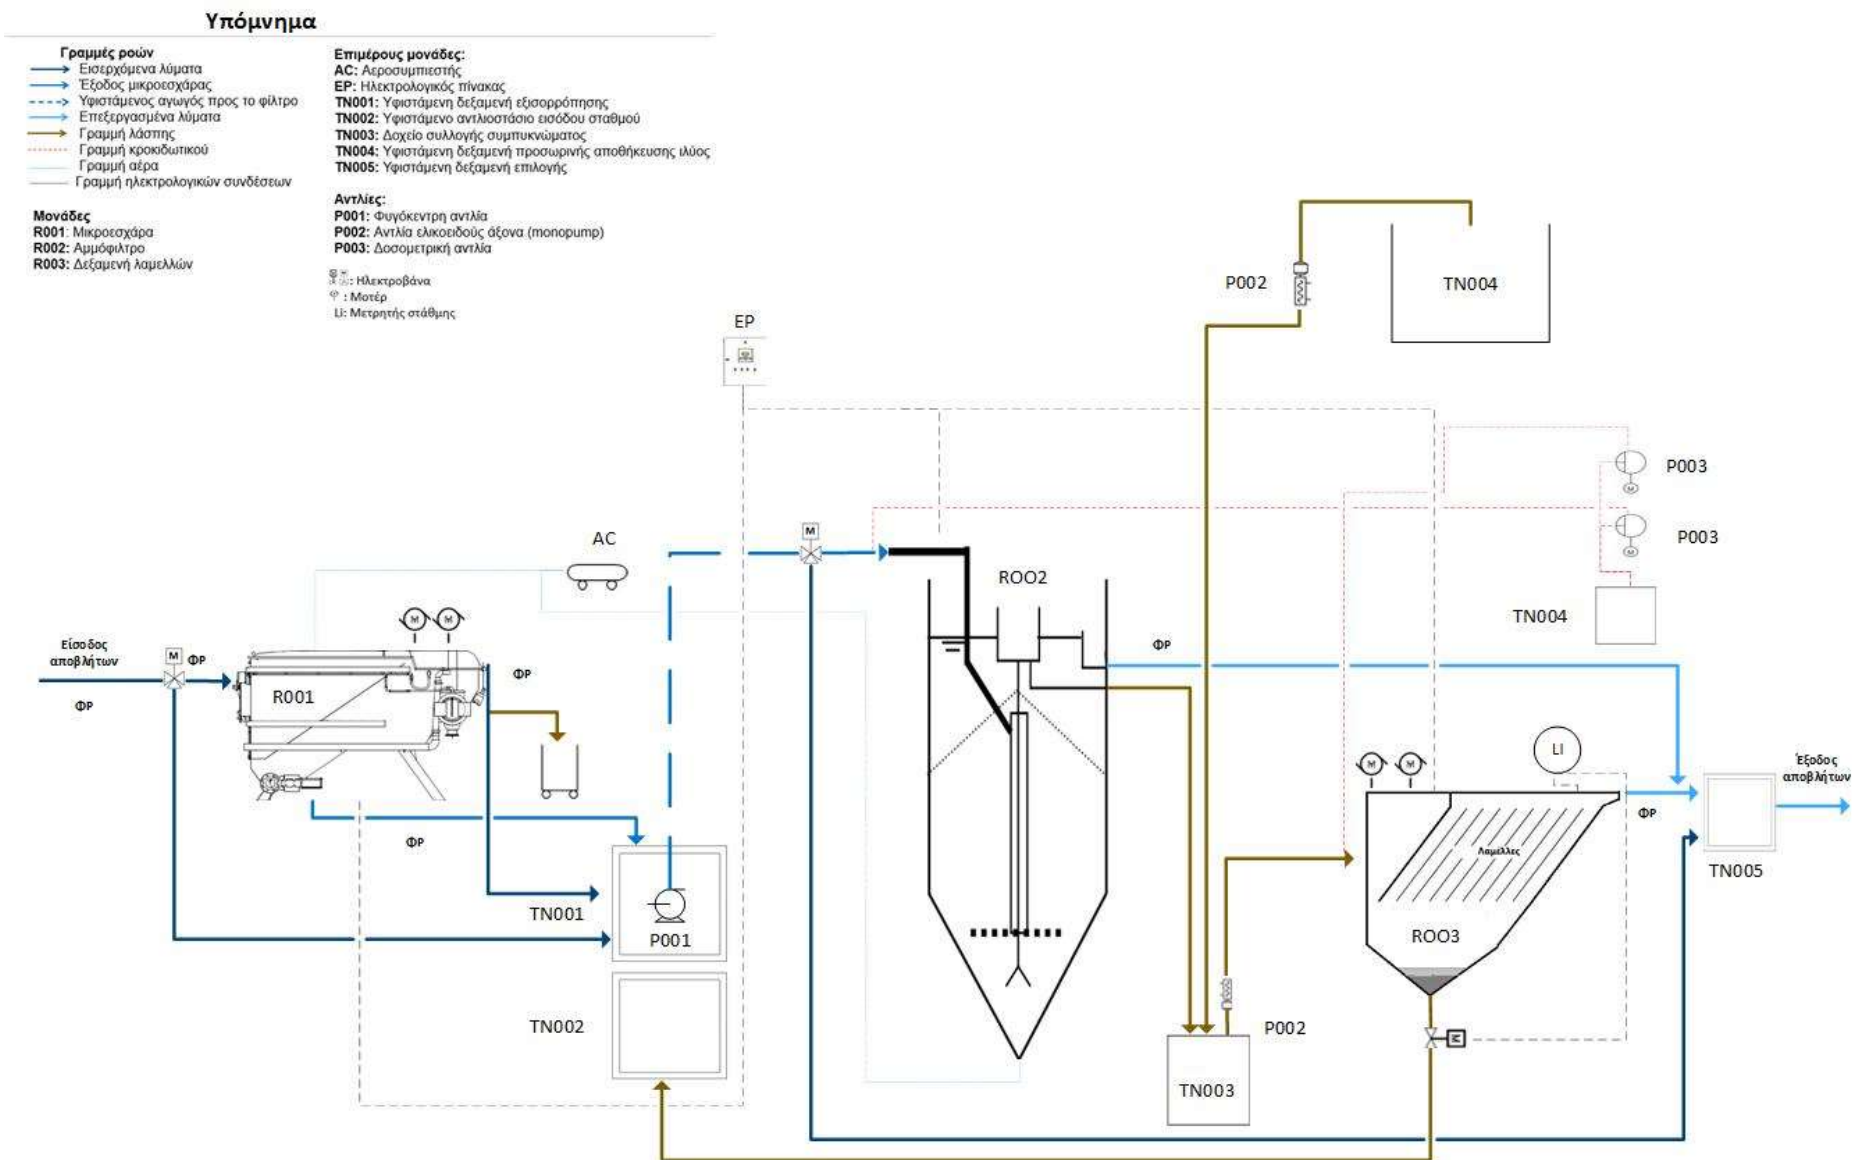 Υπόμνημα
Γραμμές ροών
Εισερχόμενα λύματα
Έξοδος μικροεσχάρας
Υφιστάμενος αγωγός προς το φίλτρο
Επεξεργασμένα λύματα
Γραμμή λάσπης
Γραμμή κροκιδωτικού
Γραμμή αέρα
Γραμμή ηλεκτρολογικών συνδέσεων
Μονάδες
R001: Μικροεσχάρα
R002: Αμμόφιλτρο
R003: Δεξαμενή λαμελλών
Επιμέρους μονάδες:
AC: Αεροσυμπιεστής
EP: Ηλεκτρολογικός πίνακας
TN001: Υφιστάμενη δεξαμενή εξισορρόπησης
TN002: Υφιστάμενο αντλιοστάσιο εισόδου σταθμού
TN003: Δοχείο συλλογής συμπυκνώματος
TN004: Υφιστάμενη δεξαμενή προσωρινής αποθήκευσης ιλύος
TN005: Υφιστάμενη δεξαμενή επιλογής
Αντλίες:
P001: Φυγόκεντρη αντλία
P002: Αντλία ελικοειδούς άξονα (monopump)
P003: Δοσομετρική αντλία
: Ηλεκτροβάνα
: Μοτέρ
Li: Μετρητής στάθμης
P002
TN004
EP
P003
M
P003
M
AC
M
ROO2
TN004
M M
Είσοδος
αποβλήτων
M
ΦΡ
ΦΡ
R001
ΦΡ
ΦΡ
ΦΡ
LI
M M
Έξοδος
αποβλήτων
ΦΡ
Λαμέλλες
TN005
TN001
P001
ROO3
TN002
P002
M
TN003